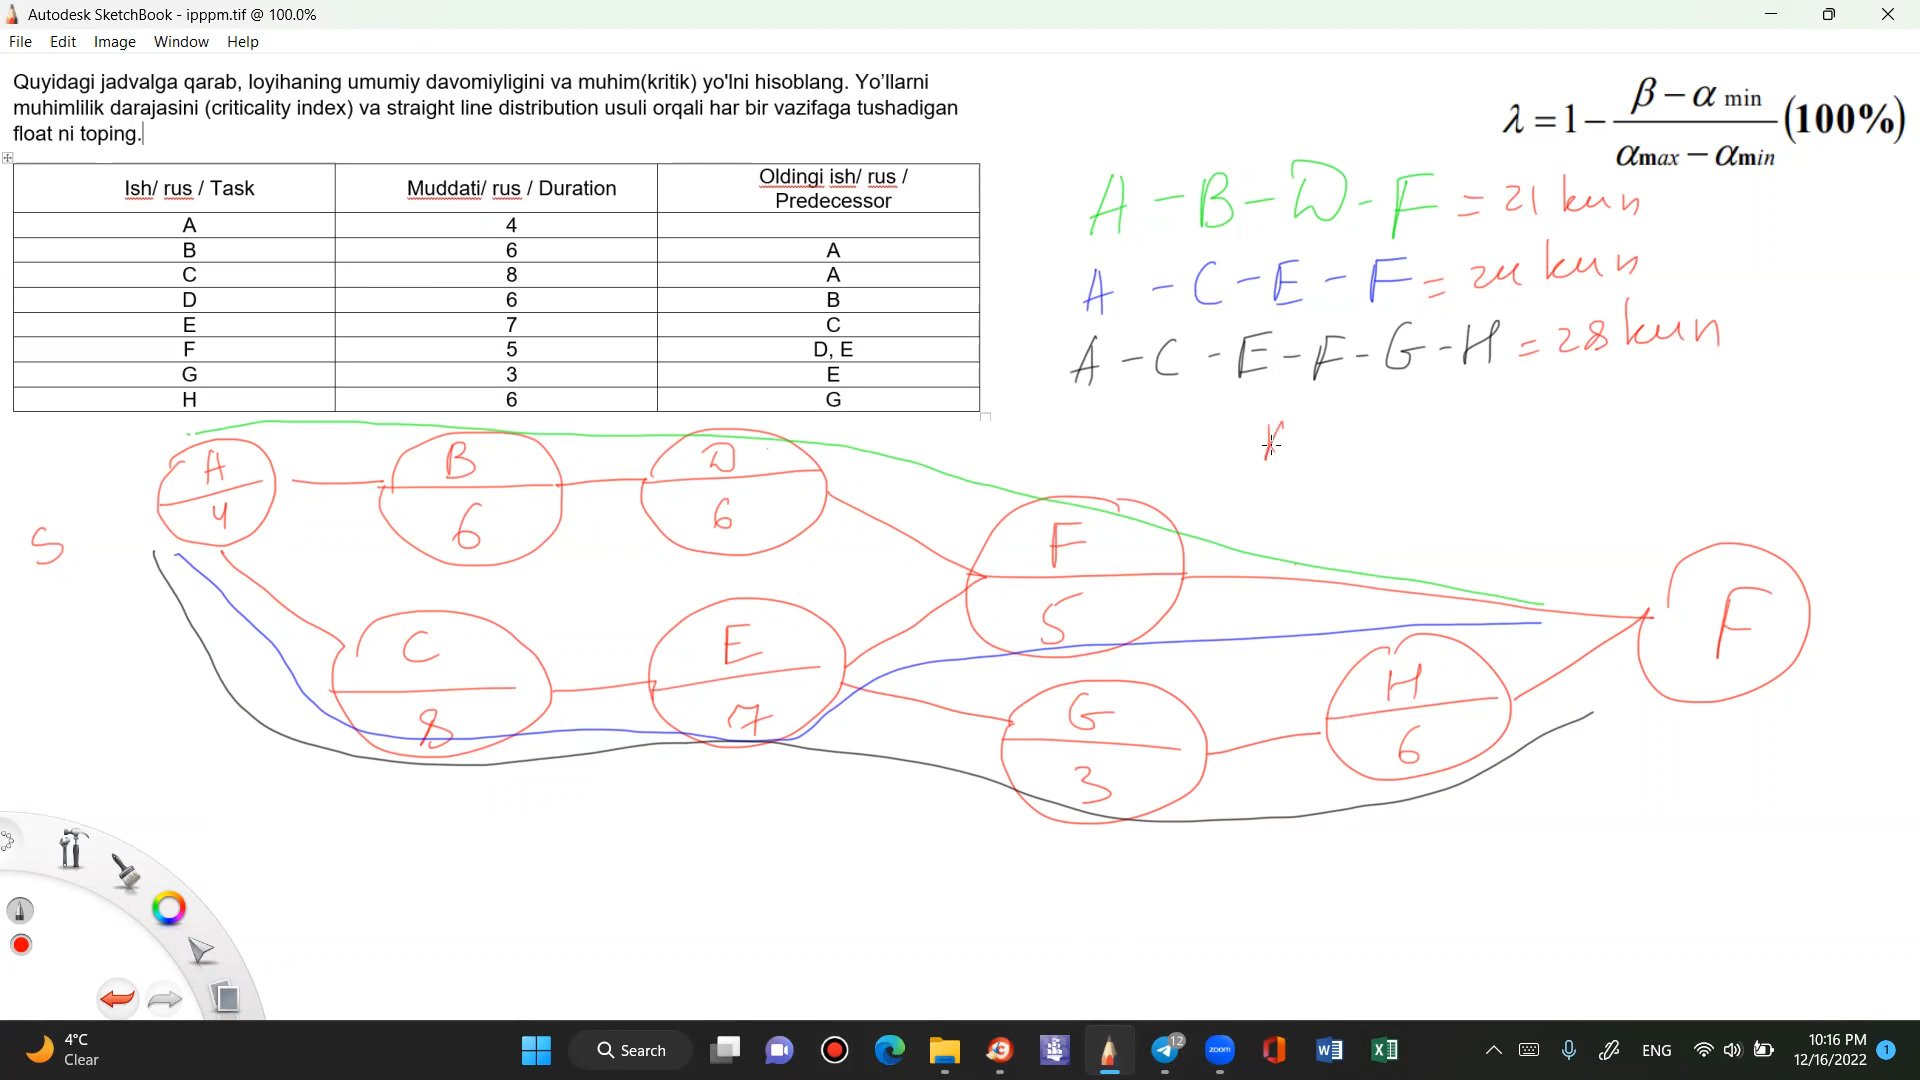 Autodesk SketchBook - ipppm.tif @ 100.0%
File Edit Image Window Help
Quyidagi jadvalga qarab, loyihaning umumiy davomiyligini va muhim(kritik) yo'lni hisoblang. Yo'llarni
muhimlilik darajasini (criticality index) va straight line distribution usuli orqali har bir vazifaga tushadigan
float ni toping.
λ = 1 − (β − α min) / (αmax − αmin) (100%)
Ish/ rus / Task Muddati/ rus / Duration Oldingi ish/ rus / Predecessor
A 4
B 6 A
C 8 A
D 6 B
E 7 C
F 5 D, E
G 3 E
H 6 G
A - B - D - F = 21 kun
A - C - E - F = 24 kun
A - C - E - F - G - H = 28 kun
S
A
4
B
6
D
6
F
5
C
8
E
7
G
3
H
6
F
4°C
Clear
Search
12
zoom
ENG
10:16 PM
12/16/2022
1